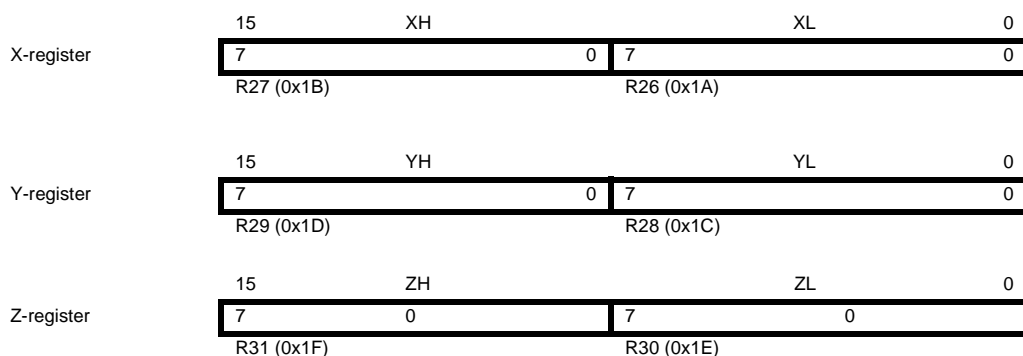 15 XH XL 0
X-register 7 0 7 0
R27 (0x1B) R26 (0x1A)
15 YH YL 0
Y-register 7 0 7 0
R29 (0x1D) R28 (0x1C)
15 ZH ZL 0
Z-register 7 0 7 0
R31 (0x1F) R30 (0x1E)